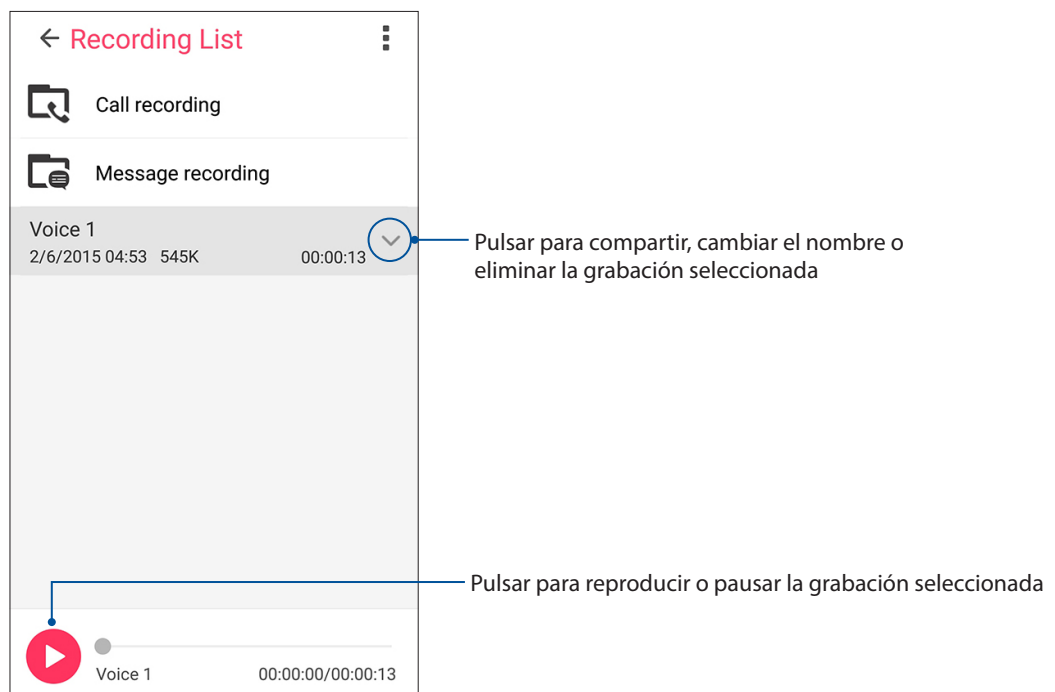 Recording List
Call recording
Message recording
Voice 1
2/6/2015 04:53 545K 00:00:13
Pulsar para compartir, cambiar el nombre o
eliminar la grabación seleccionada
Pulsar para reproducir o pausar la grabación seleccionada
Voice 1 00:00:00/00:00:13